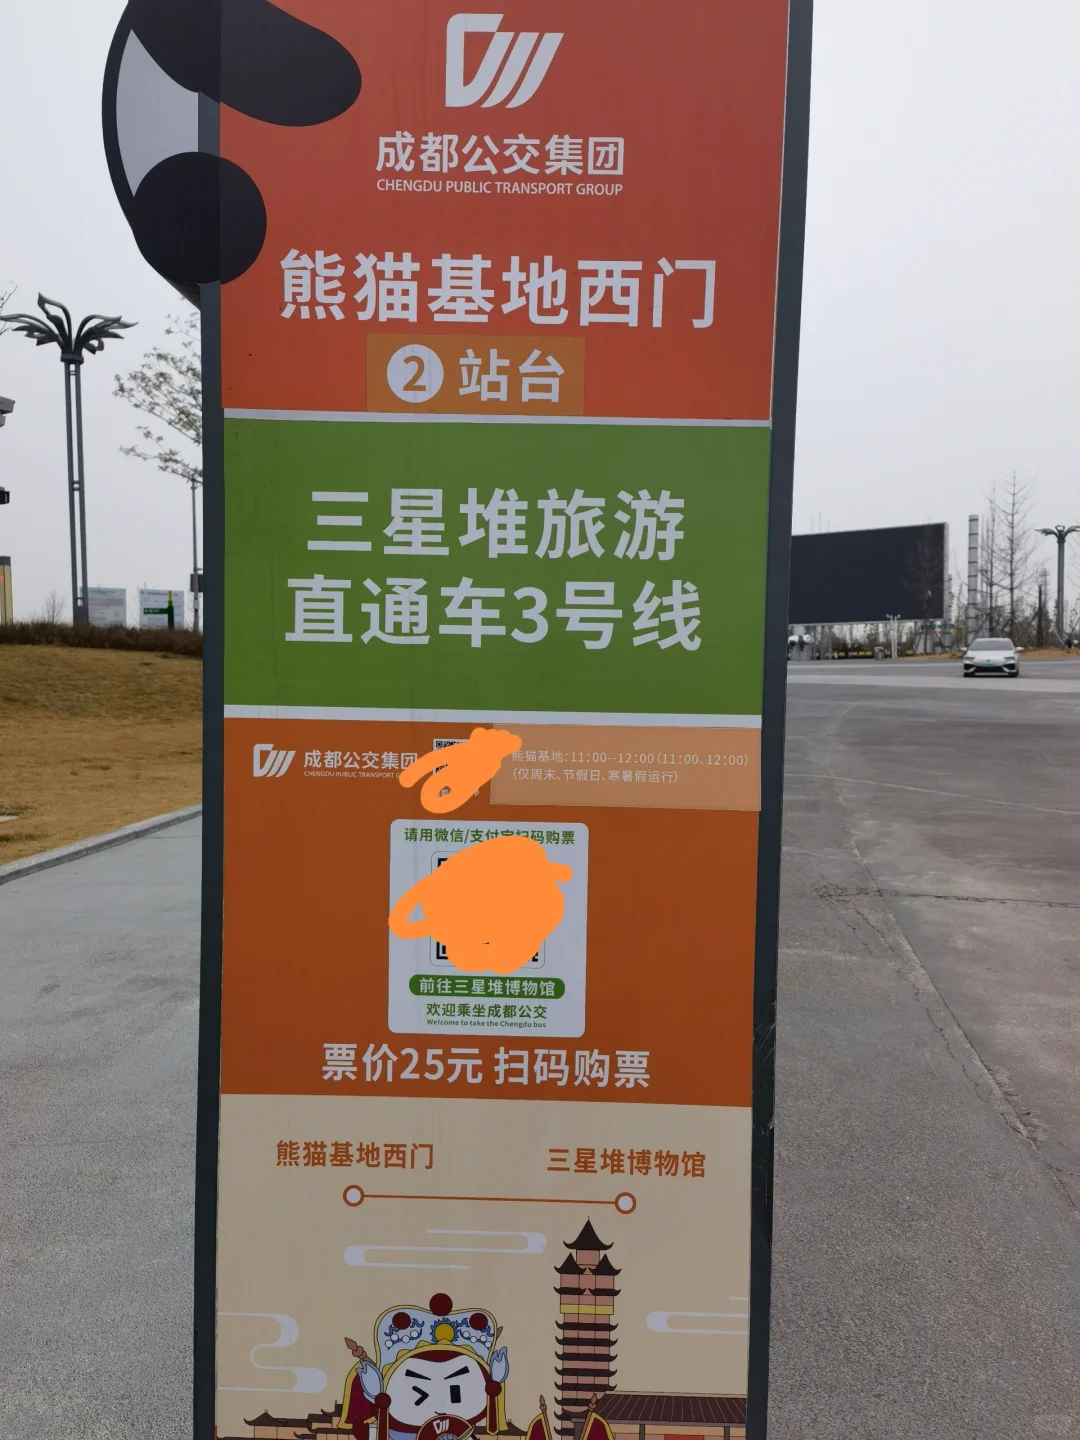 成都公交集团
CHENGDU PUBLIC TRANSPORT GROUP
熊猫基地西门
2 站台
三星堆旅游
直通车3号线
成都公交集团
CHENGDU PUBLIC TRANSPORT
熊猫基地:11:00--12:00(11:00、12:00)
(仅周末、节假日、寒暑假运行)
请用微信/支付宝扫码购票
前往三星堆博物馆
欢迎乘坐成都公交
Welcome to take the Chengdu bus
票价25元 扫码购票
熊猫基地西门 三星堆博物馆